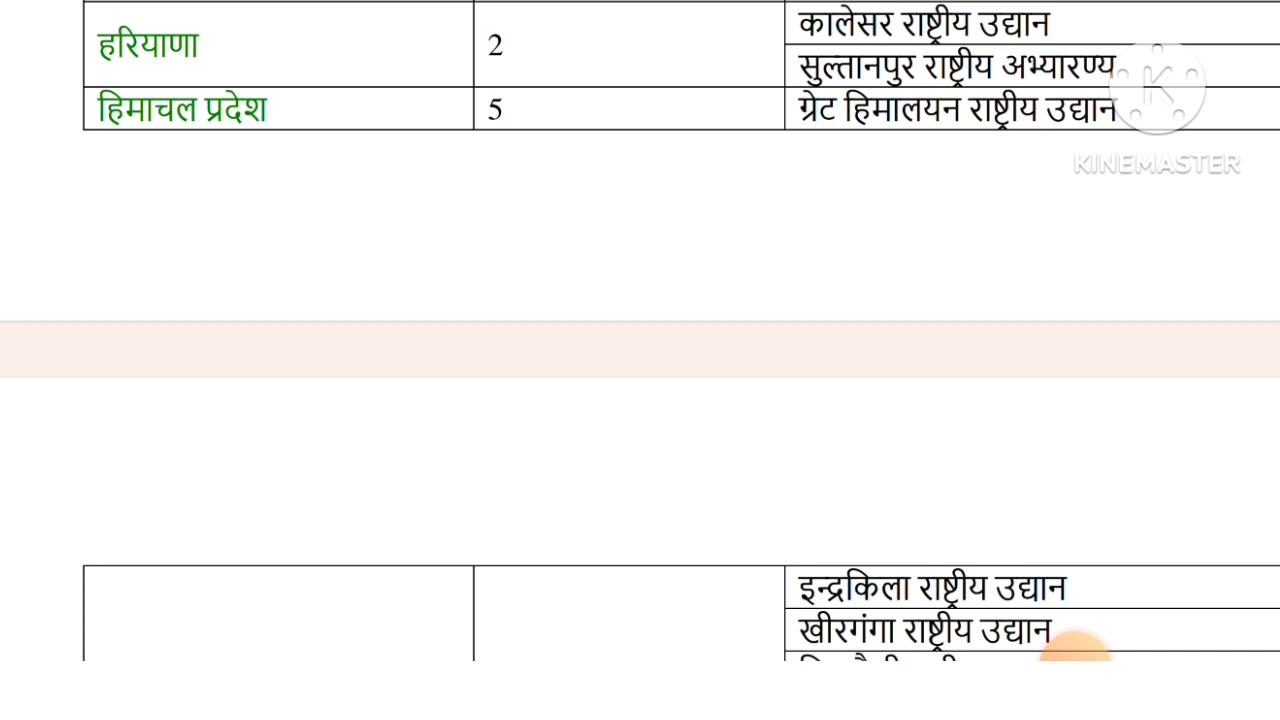 हरियाणा 2 कालेसर राष्ट्रीय उद्यान
सुल्तानपुर राष्ट्रीय अभ्यारण्य
हिमाचल प्रदेश 5 ग्रेट हिमालयन राष्ट्रीय उद्यान
K
KINEMASTER
इन्द्रकिला राष्ट्रीय उद्यान
खीरगंगा राष्ट्रीय उद्यान